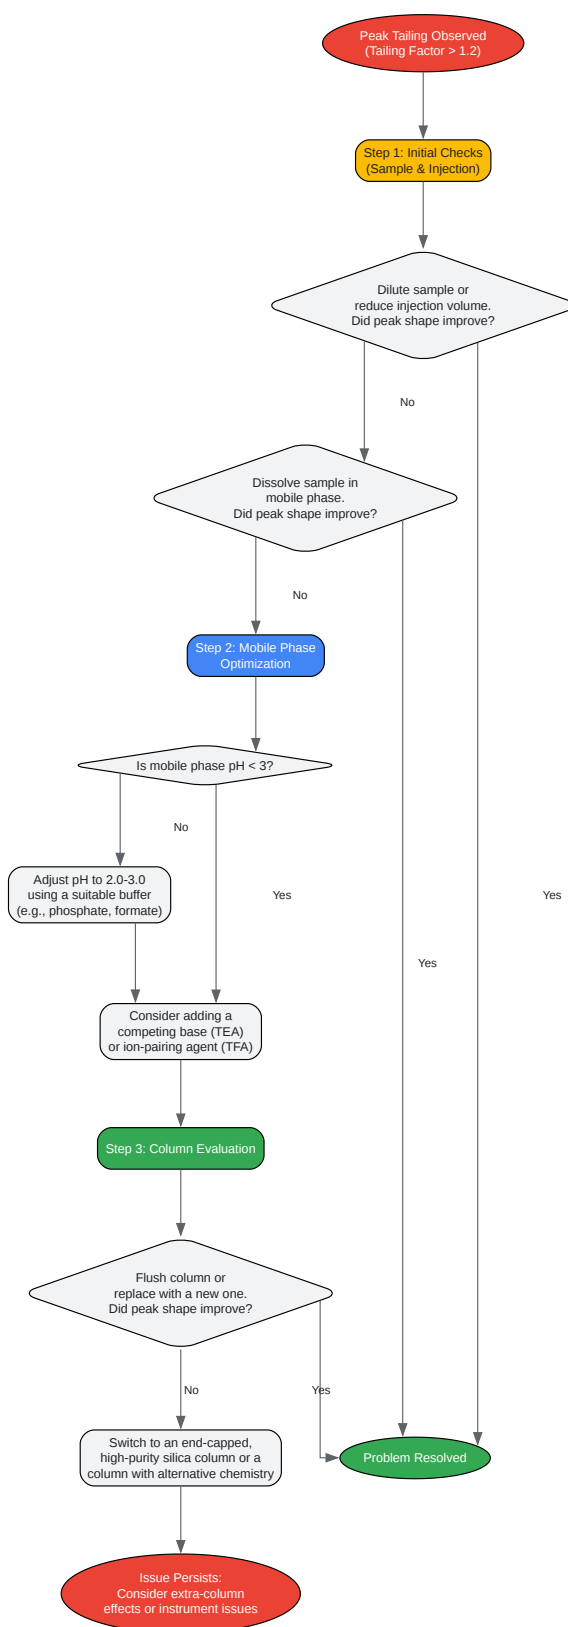 Peak Tailing Observed
(Tailing Factor > 1.2)
Step 1: Initial Checks
(Sample & Injection)
Dilute sample or
reduce injection volume.
Did peak shape improve?
No
Dissolve sample in
mobile phase.
Did peak shape improve?
No
Step 2: Mobile Phase
Optimization
Is mobile phase pH < 3?
No
Adjust pH to 2.0-3.0
using a suitable buffer
(e.g., phosphate, formate)
Yes
Yes
Yes
Consider adding a
competing base (TEA)
or ion-pairing agent (TFA)
Step 3: Column Evaluation
Flush column or
replace with a new one.
Did peak shape improve?
No
Yes
Switch to an end-capped,
high-purity silica column or a
column with alternative chemistry
Problem Resolved
Issue Persists:
Consider extra-column
effects or instrument issues